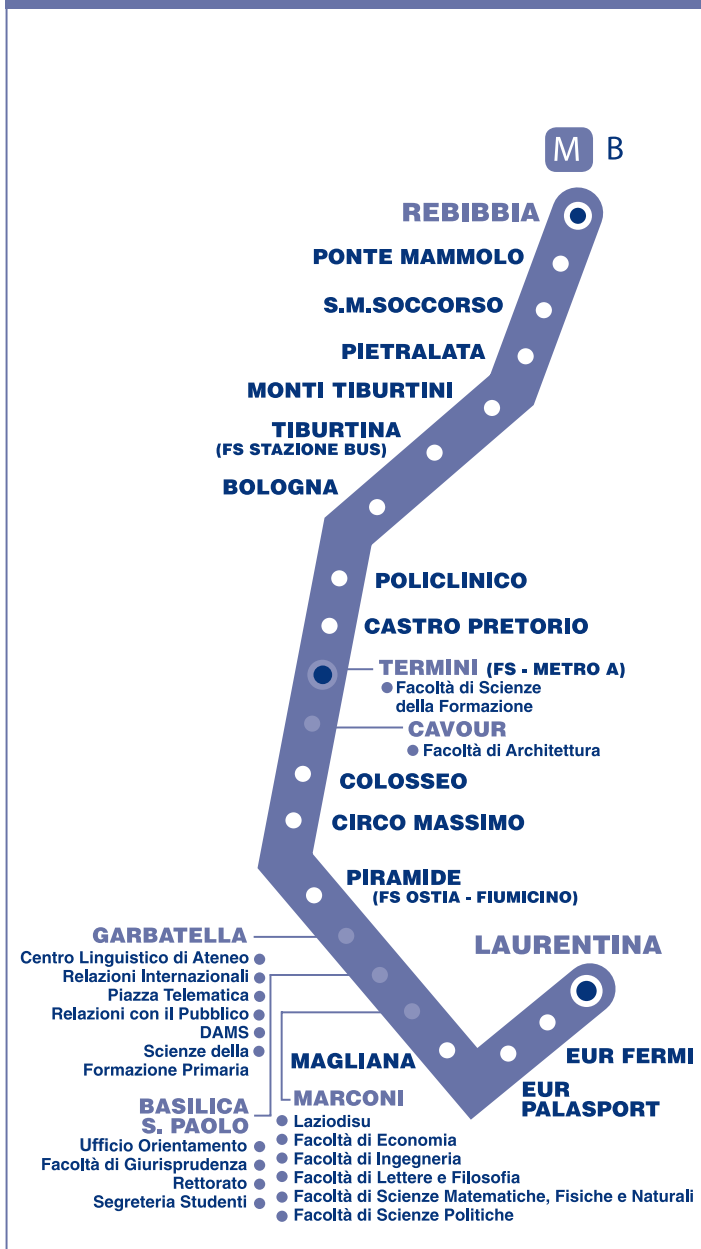 M B
REBIBBIA
PONTE MAMMOLO
S.M.SOCCORSO
PIETRALATA
MONTI TIBURTINI
TIBURTINA
(FS STAZIONE BUS)
BOLOGNA
POLICLINICO
CASTRO PRETORIO
TERMINI (FS - METRO A)
Facoltà di Scienze
della Formazione
CAVOUR
Facoltà di Architettura
COLOSSEO
CIRCO MASSIMO
PIRAMIDE
(FS OSTIA - FIUMICINO)
GARBATELLA
Centro Linguistico di Ateneo
Relazioni Internazionali
Piazza Telematica
Relazioni con il Pubblico
DAMS
Scienze della
Formazione Primaria
BASILICA
S. PAOLO
Ufficio Orientamento
Facoltà di Giurisprudenza
Rettorato
Segreteria Studenti
MARCONI
Laziodisu
Facoltà di Economia
Facoltà di Ingegneria
Facoltà di Lettere e Filosofia
Facoltà di Scienze Matematiche, Fisiche e Naturali
Facoltà di Scienze Politiche
MAGLIANA
EUR
PALASPORT
EUR FERMI
LAURENTINA